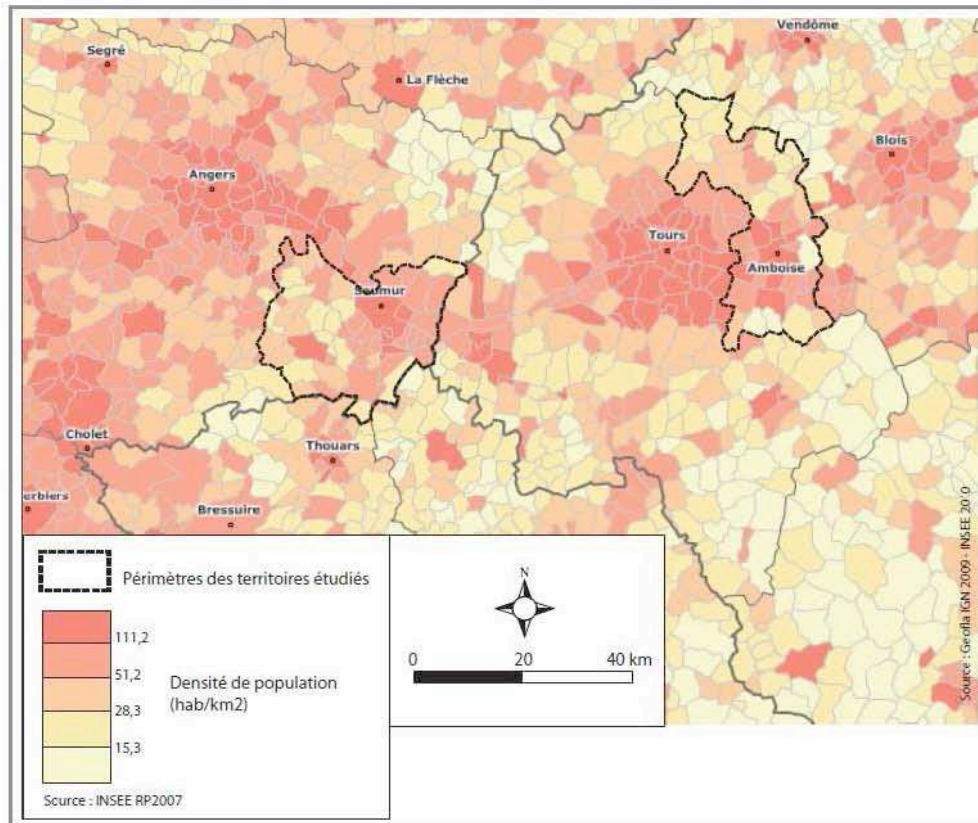 Vendôme
Segré
La Flèche
Blois
Angers
Tours
Amboise
Saumur
Cholet
Thouars
erbiers
Bressuire
Périmètres des territoires étudiés
111,2
51,2
28,3
15,3
Densité de population
(hab/km2)
Source : INSEE RP2007
N
0 20 40 km
Source : Geofla IGN 2009 - INSEE 2010